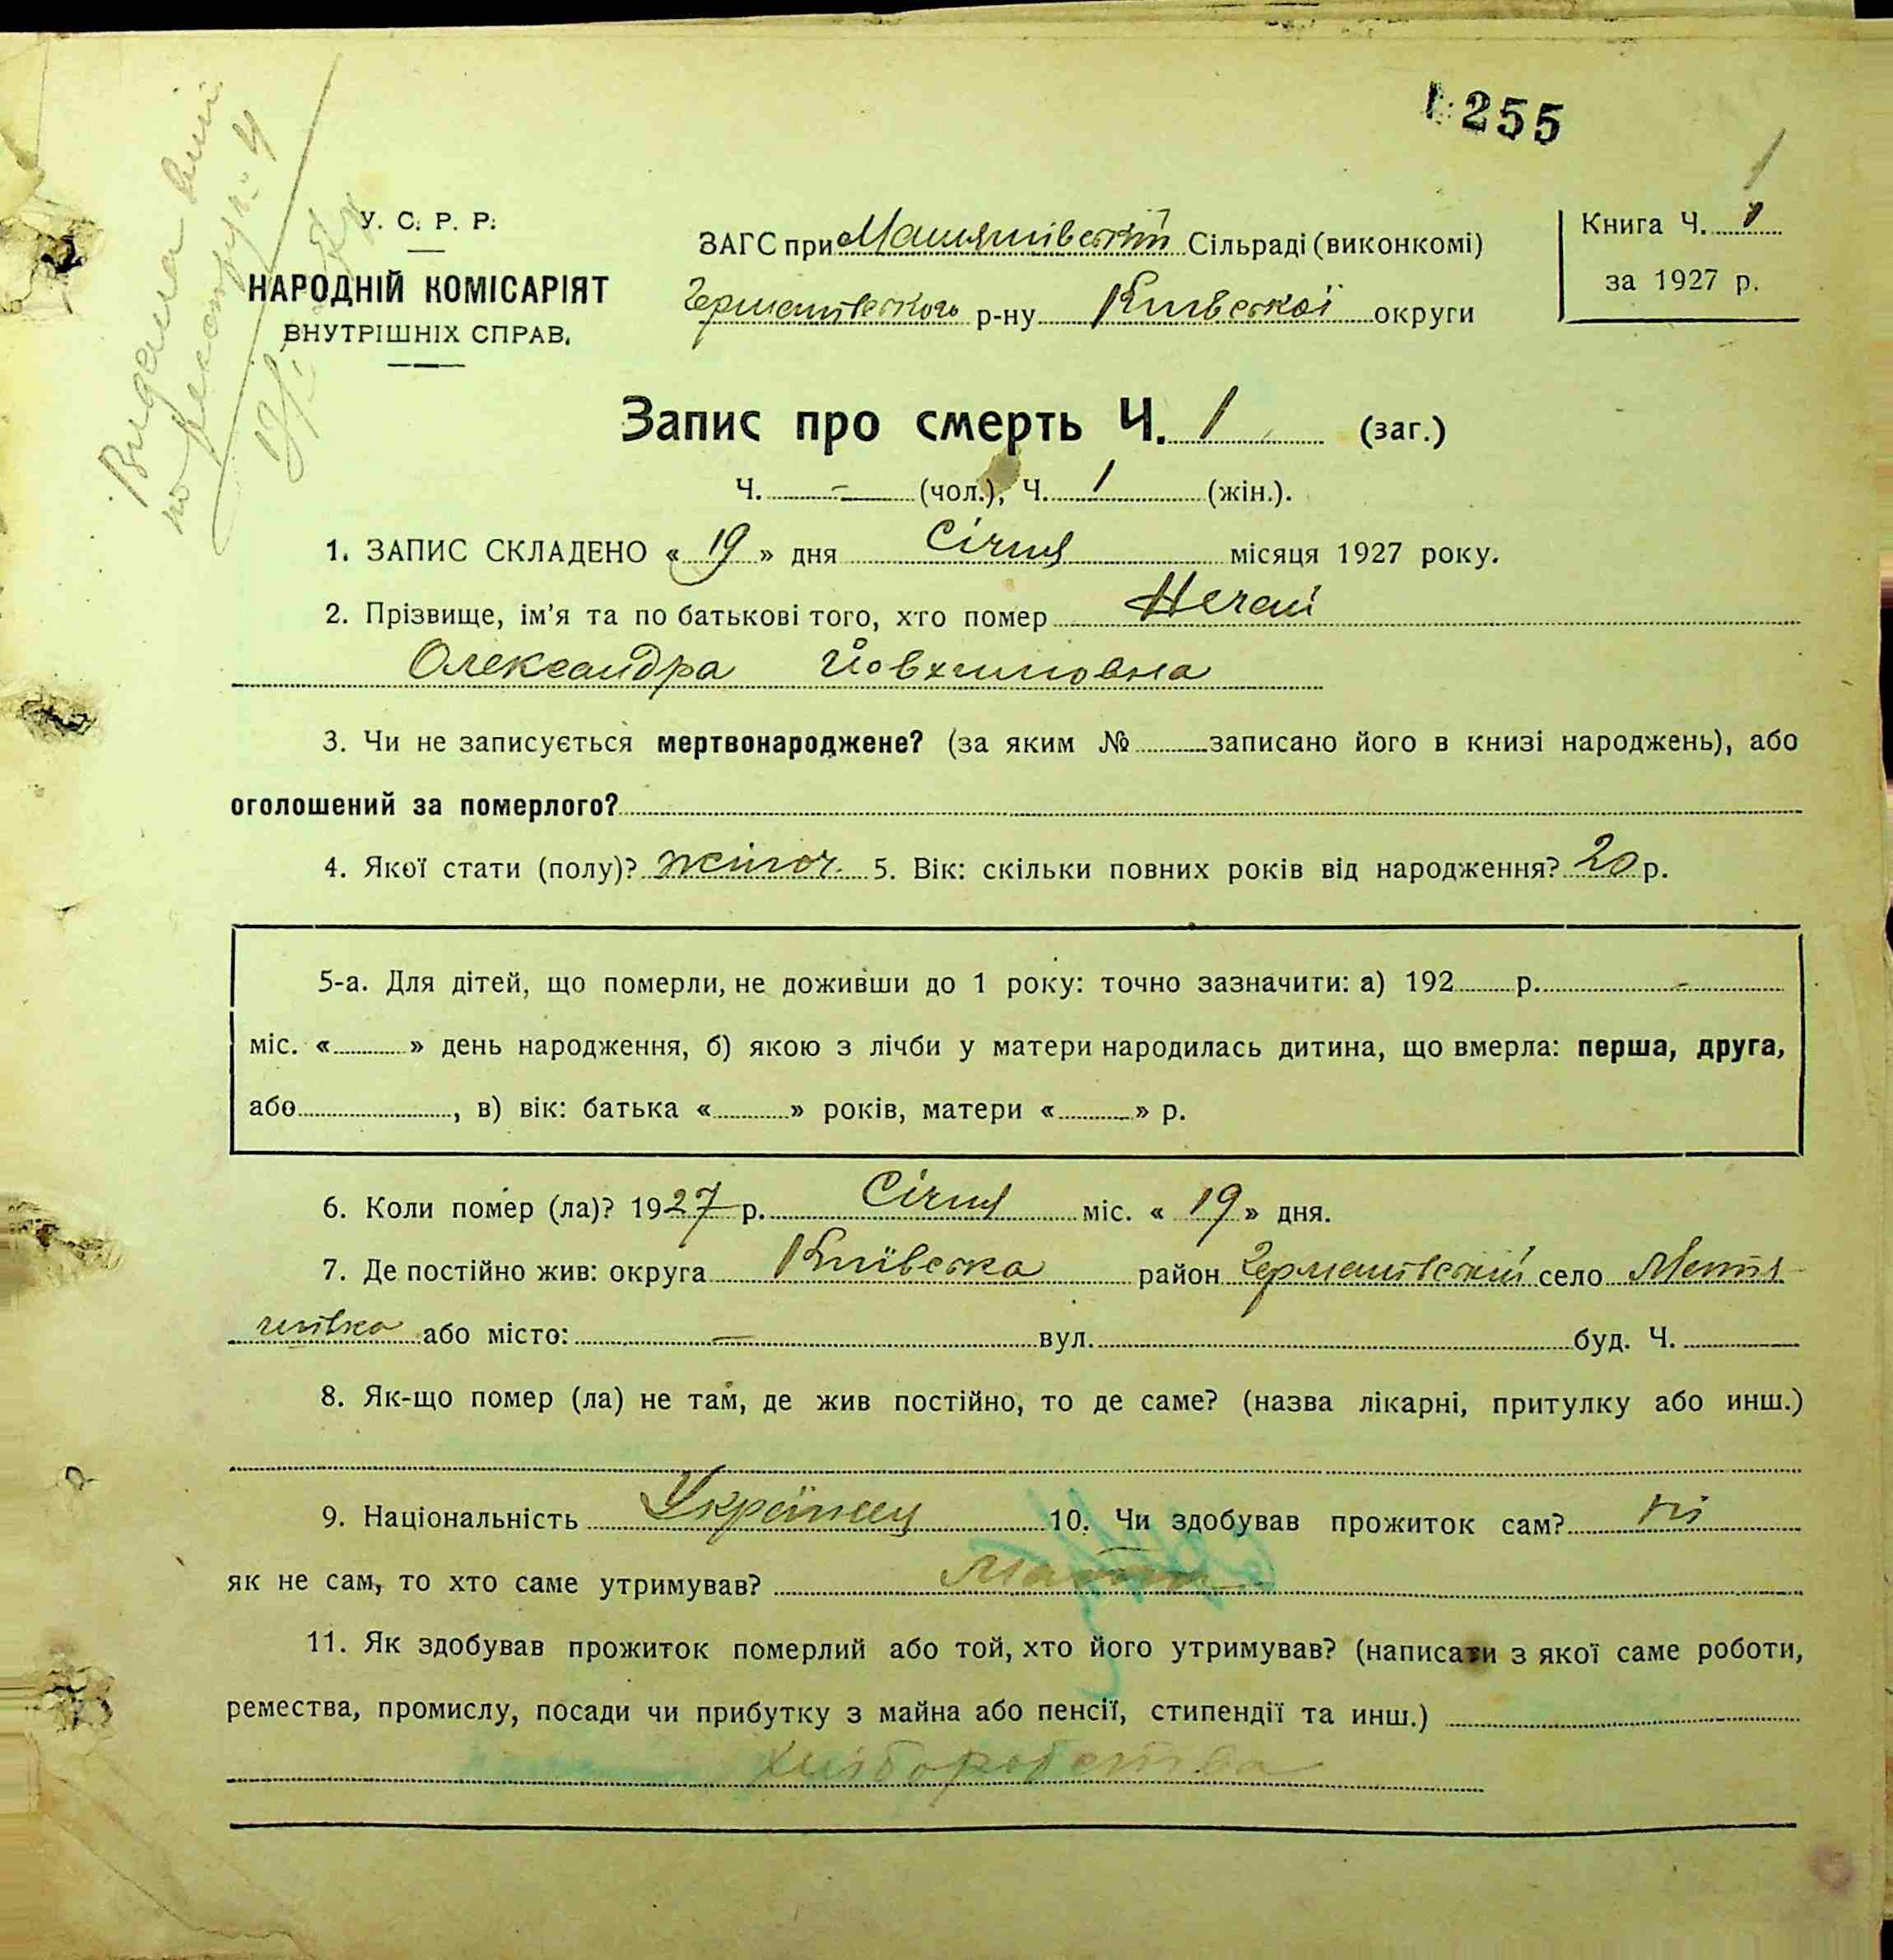 255
У. С. Р. Р.
НАРОДНІЙ КОМІСАРІЯТ
ВНУТРІШНІХ СПРАВ.
ЗАГС при Сільраді (виконкомі)
Германівського р-ну Київської округи
Книга Ч. 1
за 1927 р.
Запис про смерть Ч. 1 (заг.)
Ч. - (чол.), Ч. 1 (жін.).
1. ЗАПИС СКЛАДЕНО « 19 » дня Січня місяця 1927 року.
2. Прізвище, ім'я та по батькові того, хто помер Нечай
Олександра Йовхимовна
3. Чи не записується мертвонароджене? (за яким № записано його в книзі народжень), або
оголошений за померлого?
4. Якої стати (полу)? жіноч. 5. Вік: скільки повних років від народження? 20 р.
5-а. Для дітей, що померли, не доживши до 1 року: точно зазначити: а) 192 р. -
міс. « » день народження, б) якою з лічби у матери народилась дитина, що вмерла: перша, друга,
або , в) вік: батька « » років, матери « » р.
6. Коли помер (ла)? 1927 р. Січня міс. « 19 » дня.
7. Де постійно жив: округа Київська район Германівський село
або місто: — вул. буд. Ч.
8. Як-що помер (ла) не там, де жив постійно, то де саме? (назва лікарні, притулку або инш.)
9. Національність 10. Чи здобував прожиток сам? ні
як не сам, то хто саме утримував? Мати
11. Як здобував прожиток померлий або той, хто його утримував? (написати з якої саме роботи,
ремества, промислу, посади чи прибутку з майна або пенсії, стипендії та инш.)
хліборобства